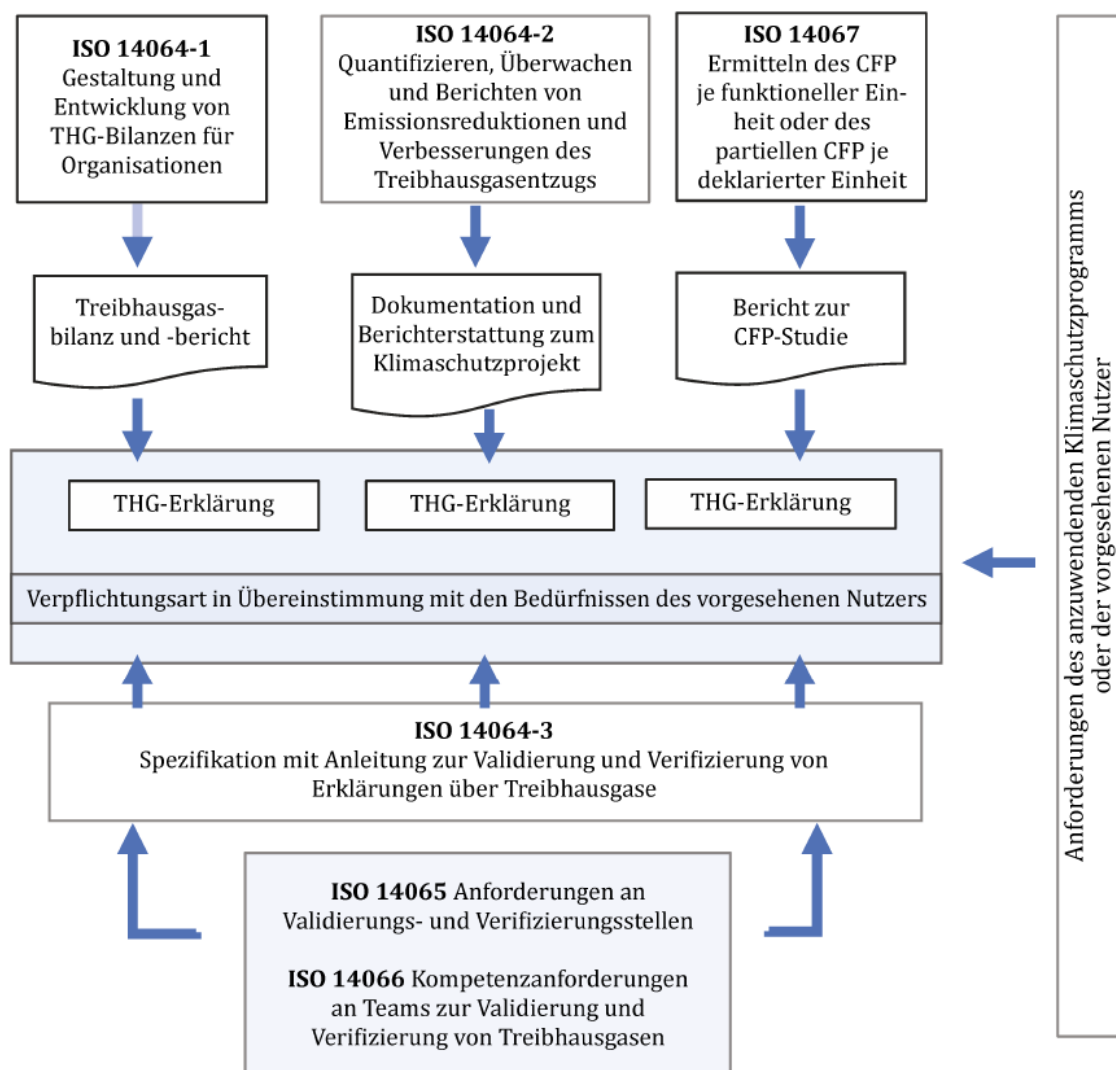 ISO 14064-1
Gestaltung und
Entwicklung von
THG-Bilanzen für
Organisationen
ISO 14064-2
Quantifizieren, Überwachen
und Berichten von
Emissionsreduktionen und
Verbesserungen des
Treibhausgasentzugs
ISO 14067
Ermitteln des CFP
je funktioneller Ein-
heit oder des
partiellen CFP je
deklarierter Einheit
Treibhausgas-
bilanz und -bericht
Dokumentation und
Berichterstattung zum
Klimaschutzprojekt
Bericht zur
CFP-Studie
THG-Erklärung
THG-Erklärung
THG-Erklärung
Verpflichtungsart in Übereinstimmung mit den Bedürfnissen des vorgesehenen Nutzers
ISO 14064-3
Spezifikation mit Anleitung zur Validierung und Verifizierung von
Erklärungen über Treibhausgase
ISO 14065 Anforderungen an
Validierungs- und Verifizierungsstellen
ISO 14066 Kompetenzanforderungen
an Teams zur Validierung und
Verifizierung von Treibhausgasen
Anforderungen des anzuwendenden Klimaschutzprogramms
oder der vorgesehenen Nutzer